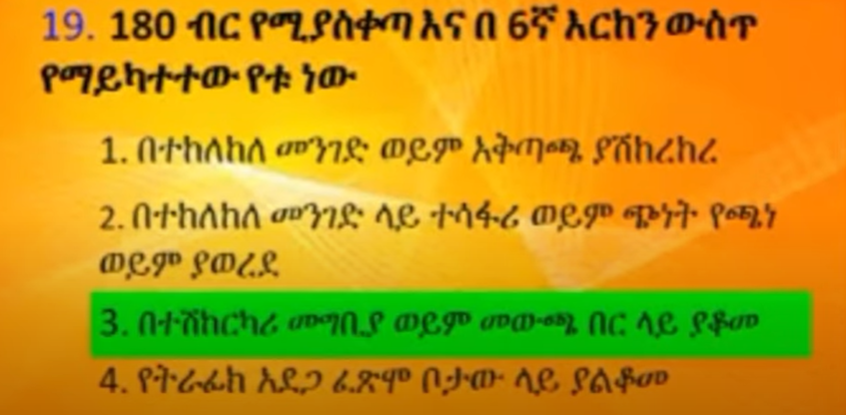 19. 180 ብር የሚያስቀጣ እና በ 6ኛ እርከን ውስጥ
የማይካተተው የቱ ነው
1. በተከለከለ መንገድ ወይም አቅጣጫ ያሽከረከረ
2. በተከለከለ መንገድ ላይ ተሳፋሪ ወይም ጭነት የጫነ
ወይም ያወረደ
3. በተሽከርካሪ መግቢያ ወይም መውጫ በር ላይ ያቆመ
4. የትራፊክ አደጋ ፈጽሞ ቦታው ላይ ያልቆመ